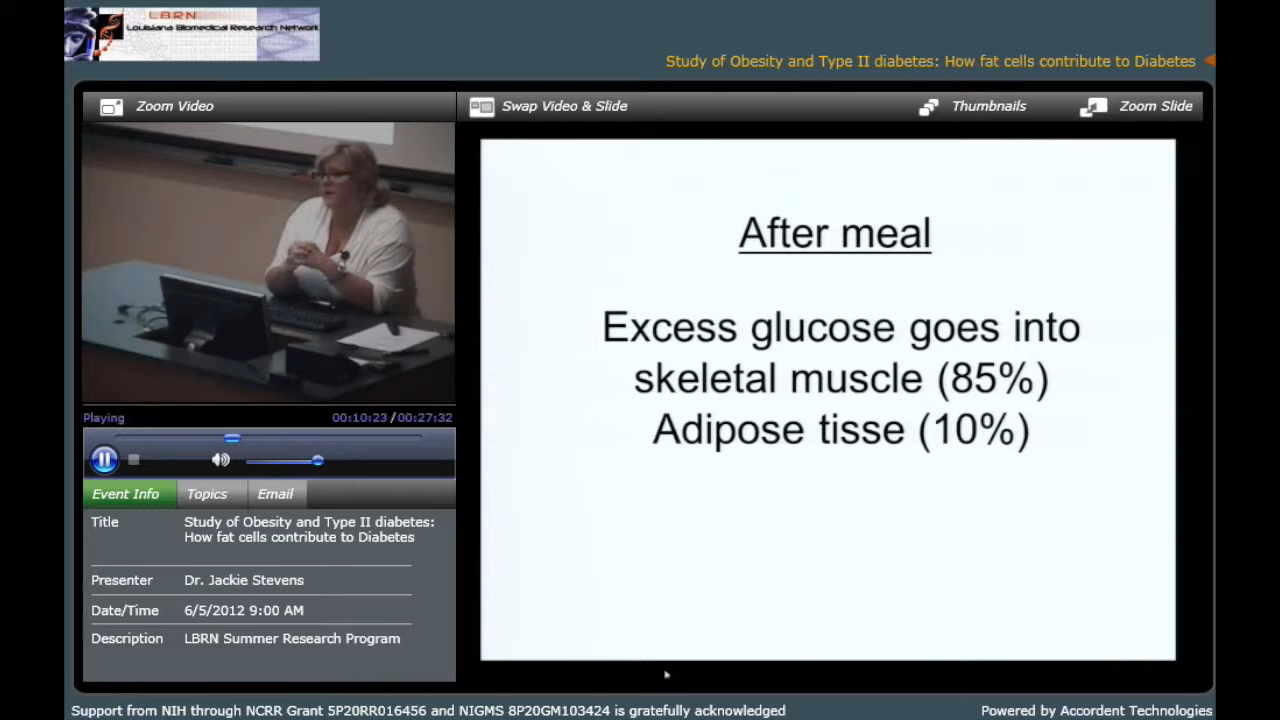 LBRN
Louisiana Biomedical Research Network
Study of Obesity and Type II diabetes: How fat cells contribute to Diabetes
Zoom Video
Swap Video & Slide
Thumbnails
Zoom Slide
After meal
Excess glucose goes into
skeletal muscle (85%)
Adipose tisse (10%)
Playing
00:10:23 / 00:27:32
Event Info
Topics
Email
Title
Study of Obesity and Type II diabetes:
How fat cells contribute to Diabetes
Presenter
Dr. Jackie Stevens
Date/Time
6/5/2012 9:00 AM
Description
LBRN Summer Research Program
Support from NIH through NCRR Grant 5P20RR016456 and NIGMS 8P20GM103424 is gratefully acknowledged
Powered by Accordent Technologies